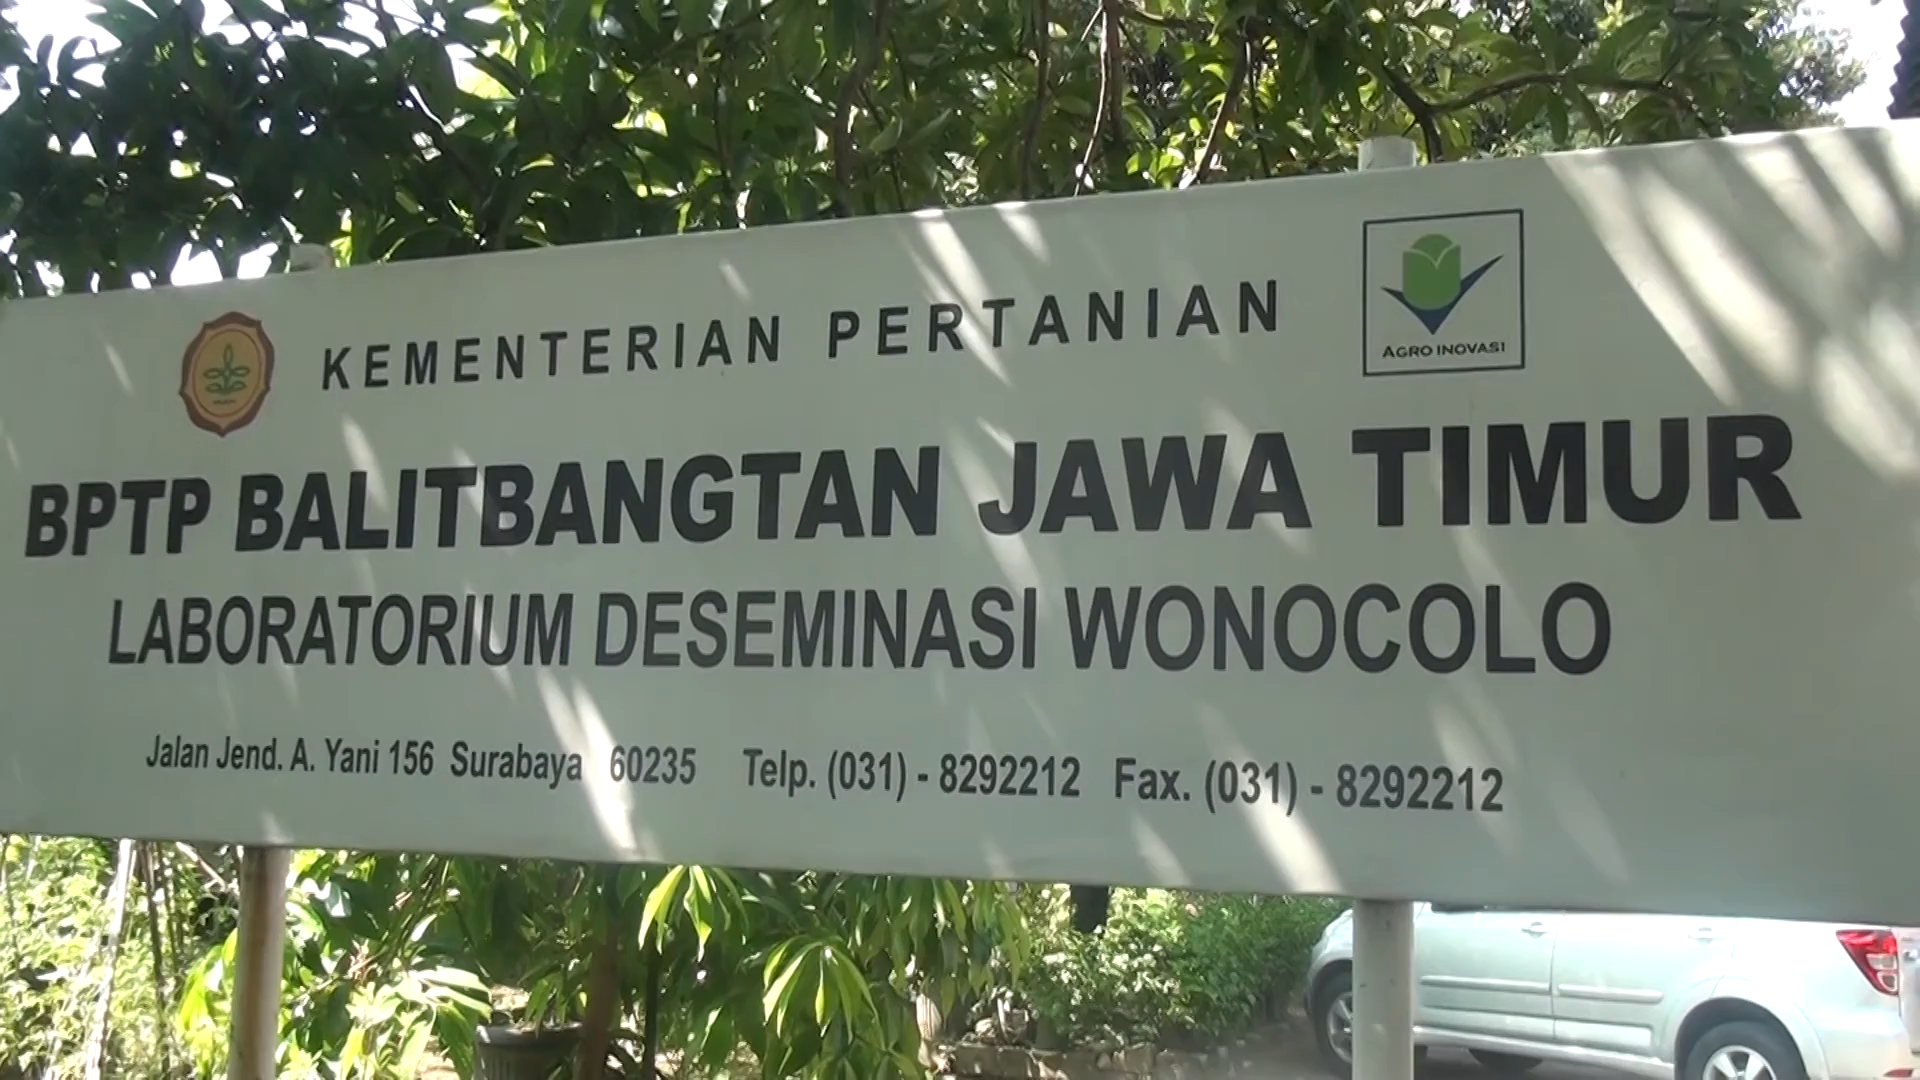 KEMENTERIAN PERTANIAN
AGRO INOVASI
BPTP BALITBANGTAN JAWA TIMUR
LABORATORIUM DESEMINASI WONOCOLO
Jalan Jend. A. Yani 156 Surabaya 60235 Telp. (031) - 8292212 Fax. (031) - 8292212